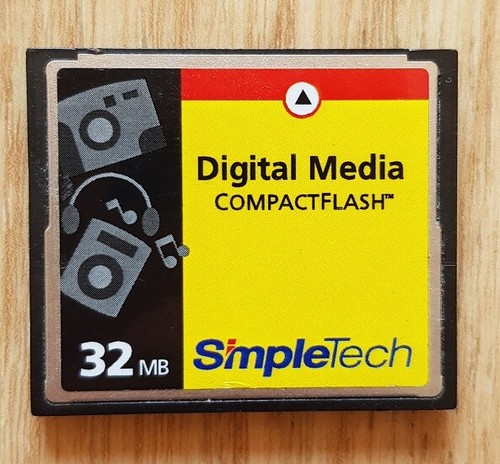 Digital Media
COMPACTFLASH™
32 MB
SimpleTech